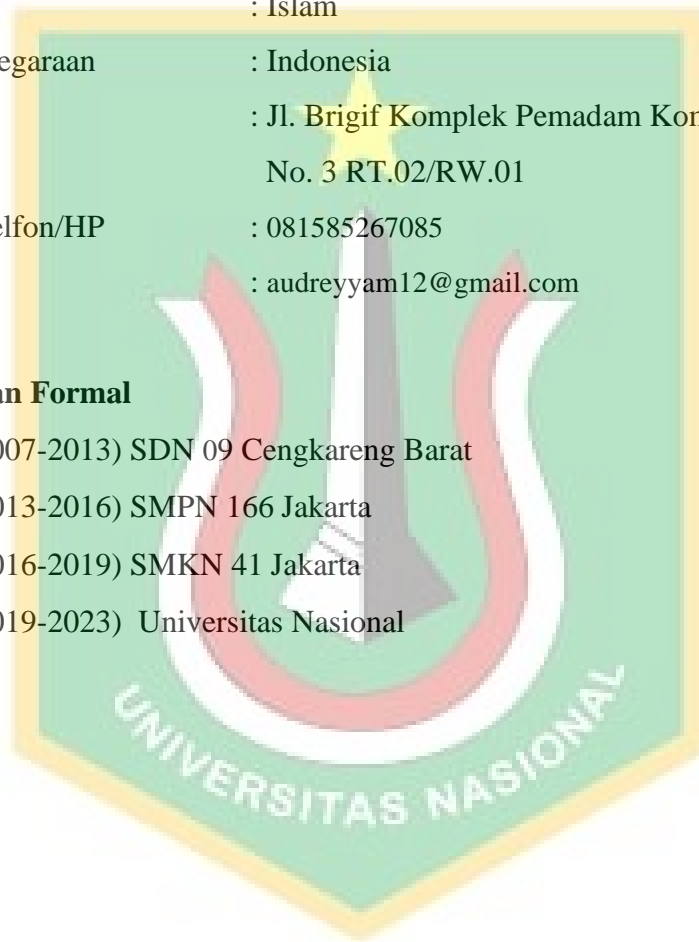 : Islam
egaraan : Indonesia
: Jl. Brigif Komplek Pemadam Kon
No. 3 RT.02/RW.01
elfon/HP : 081585267085
: audreyyam12@gmail.com
an Formal
007-2013) SDN 09 Cengkareng Barat
013-2016) SMPN 166 Jakarta
016-2019) SMKN 41 Jakarta
019-2023) Universitas Nasional
UNIVERSITAS NASIONAL